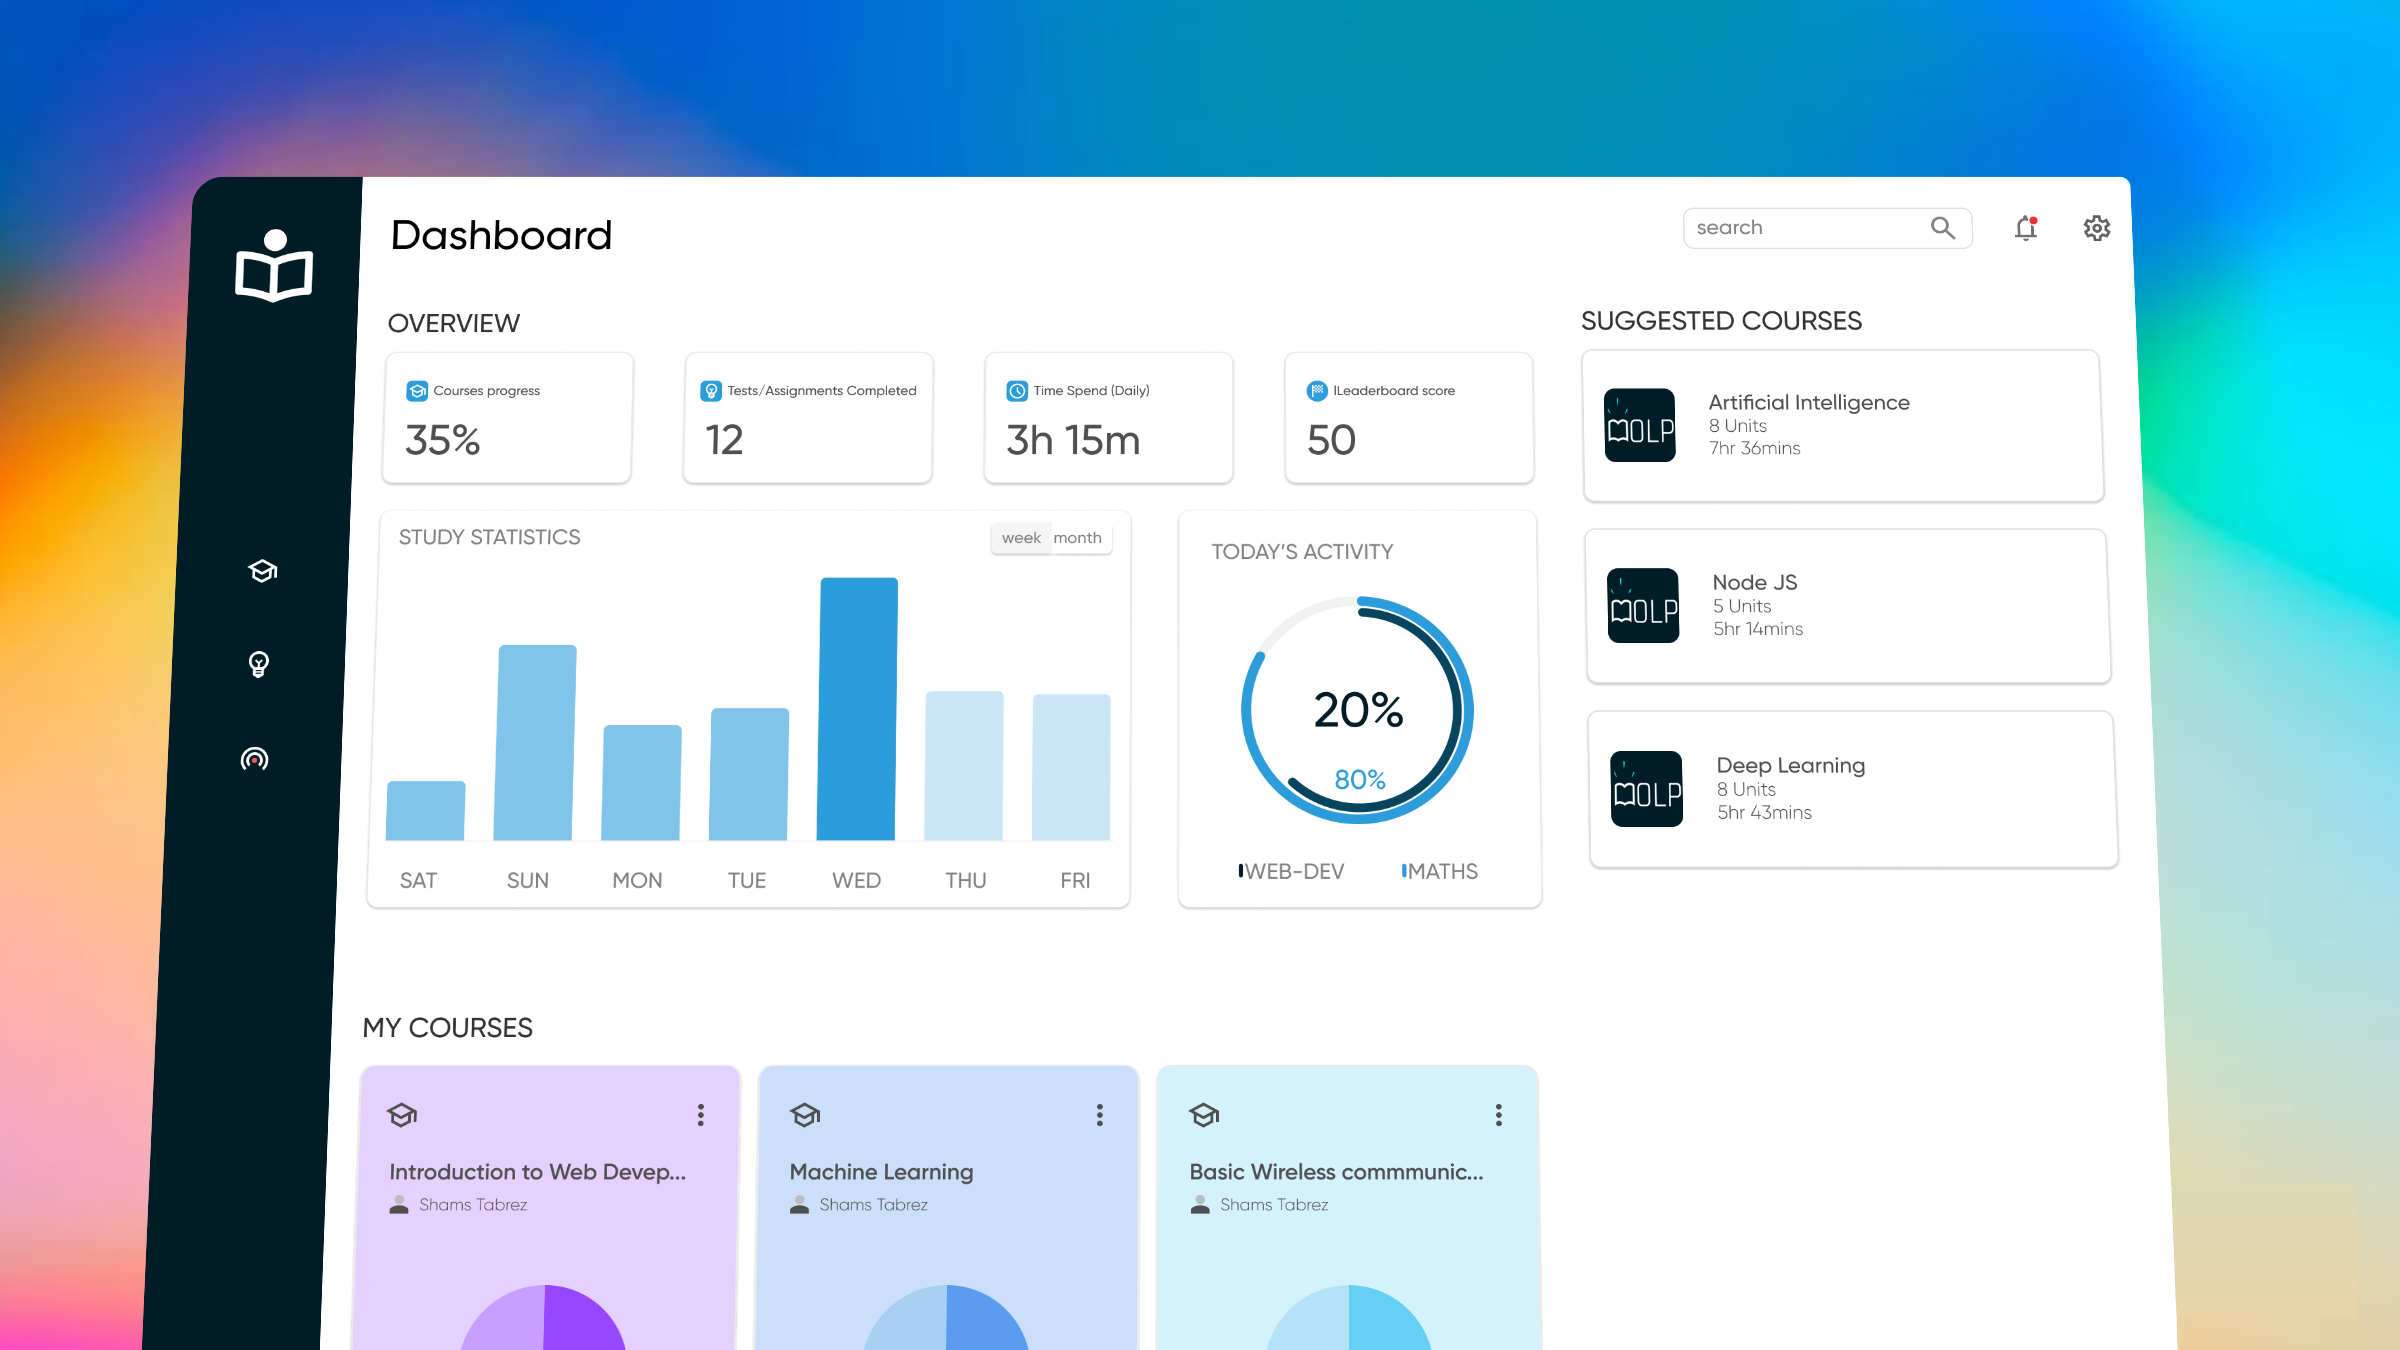 Dashboard
search
OVERVIEW
Courses progress
35%
Tests/Assignments Completed
12
Time Spend (Daily)
3h 15m
lLeaderboard score
50
STUDY STATISTICS
week month
SAT SUN MON TUE WED THU FRI
TODAY'S ACTIVITY
20%
80%
WEB-DEV MATHS
SUGGESTED COURSES
OLP
Artificial Intelligence
8 Units
7hr 36mins
OLP
Node JS
5 Units
5hr 14mins
OLP
Deep Learning
8 Units
5hr 43mins
MY COURSES
Introduction to Web Devep...
Shams Tabrez
Machine Learning
Shams Tabrez
Basic Wireless commmunic...
Shams Tabrez